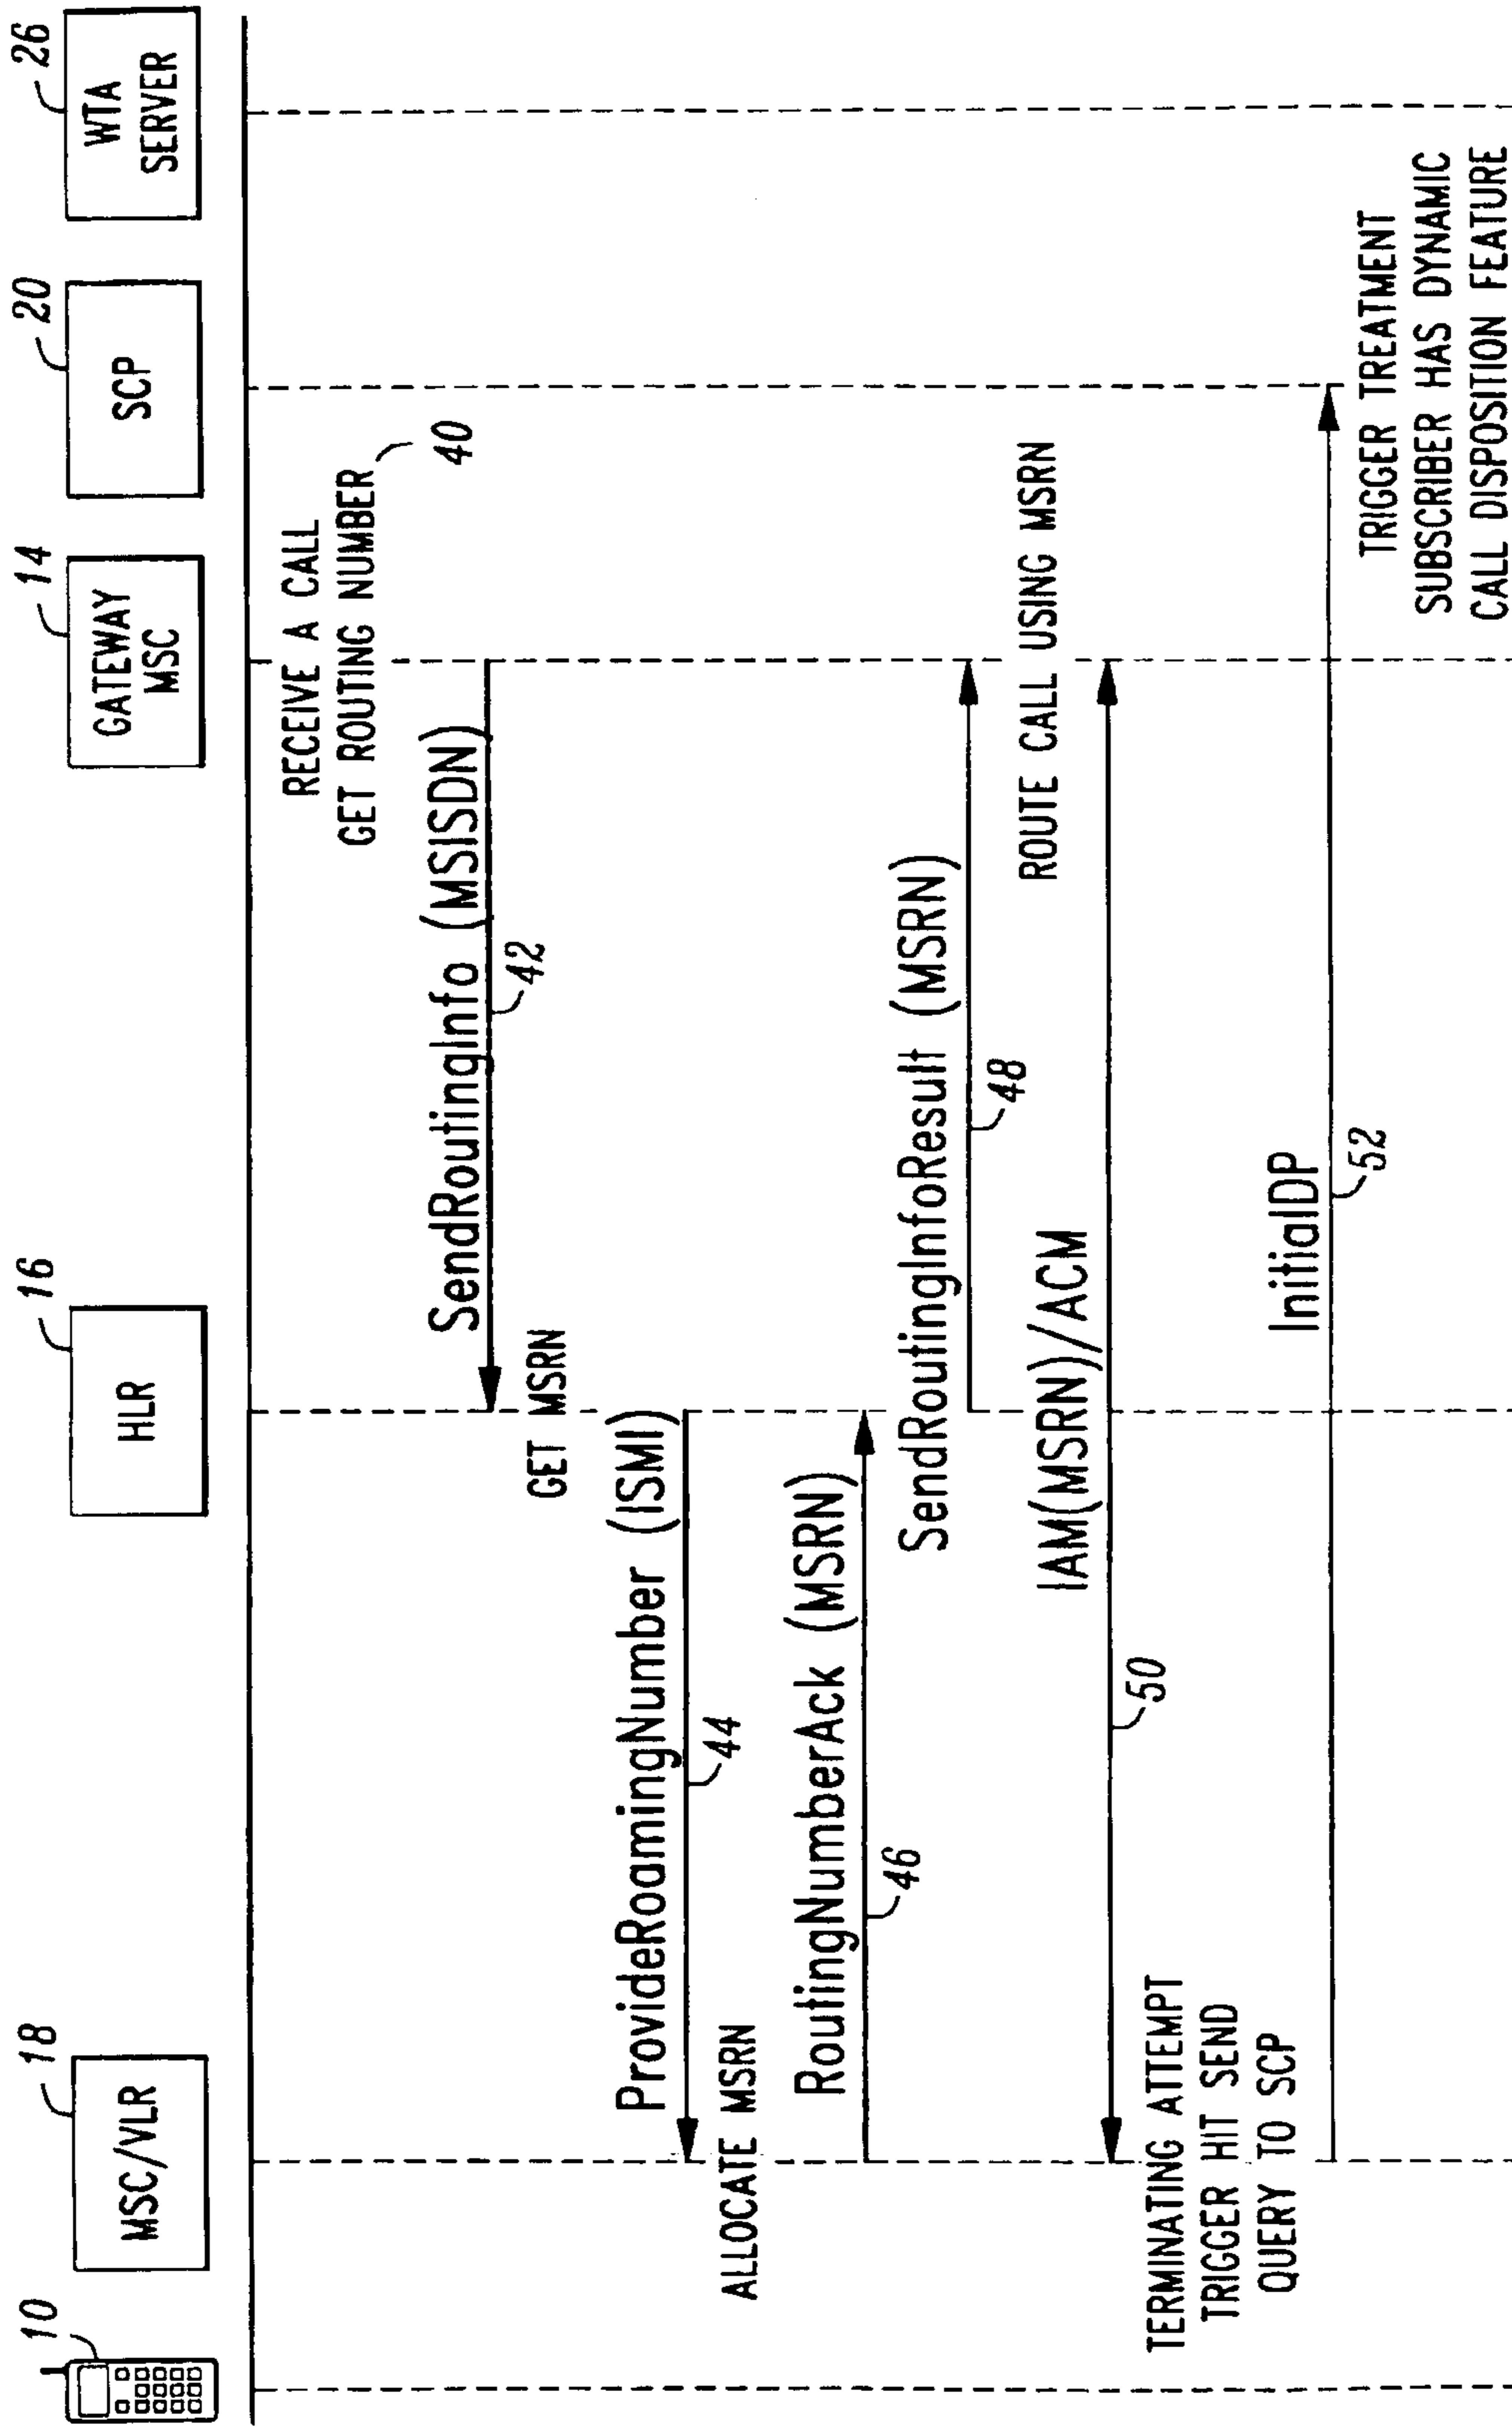 10
18
MSC/VLR
16
HLR
14
GATEWAY
MSC
20
SCP
26
WTA
SERVER
RECEIVE A CALL
GET ROUTING NUMBER
40
SendRoutingInfo (MSISDN)
42
GET MSRN
ProvideRoamingNumber (ISMI)
44
ALLOCATE MSRN
RoutingNumberAck (MSRN)
46
SendRoutingInfoResult (MSRN)
48
ROUTE CALL USING MSRN
IAM(MSRN)/ACM
50
TERMINATING ATTEMPT
TRIGGER HIT SEND
QUERY TO SCP
InitialDP
52
TRIGGER TREATMENT
SUBSCRIBER HAS DYNAMIC
CALL DISPOSITION FEATURE